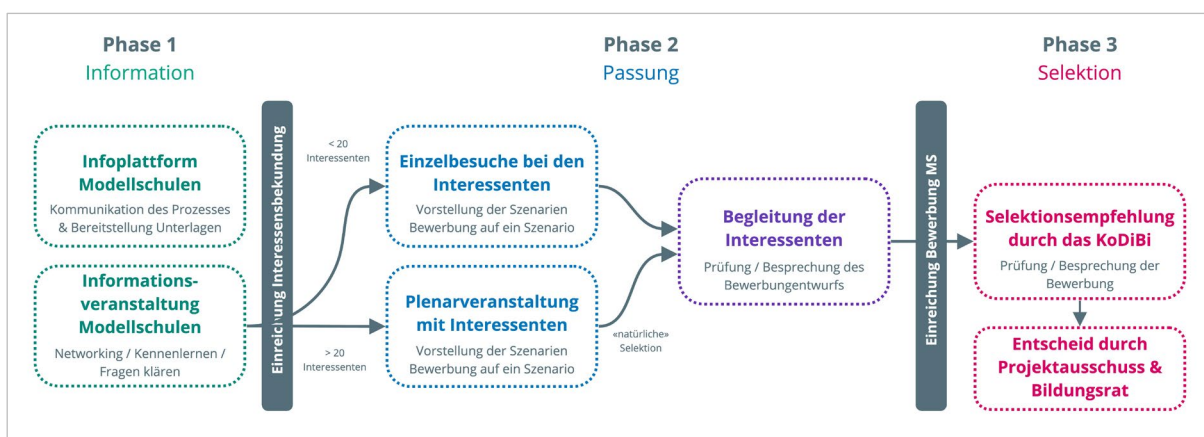 Phase 1
Information
Infoplattform
Modellschulen
Kommunikation des Prozesses
& Bereitstellung Unterlagen
Informations-
veranstaltung
Modellschulen
Networking / Kennenlernen /
Fragen klären
Einreichung Interessensbekundung
Phase 2
Passung
< 20
Interessenten
Einzelbesuche bei den
Interessenten
Vorstellung der Szenarien
Bewerbung auf ein Szenario
> 20
Interessenten
Plenarveranstaltung
mit Interessenten
Vorstellung der Szenarien
Bewerbung auf ein Szenario
«natürliche»
Selektion
Begleitung der
Interessenten
Prüfung / Besprechung des
Bewerbungentwurfs
Einreichung Bewerbung MS
Phase 3
Selektion
Selektionsempfehlung
durch das KoDiBi
Prüfung / Besprechung der
Bewerbung
Entscheid durch
Projektausschuss &
Bildungsrat